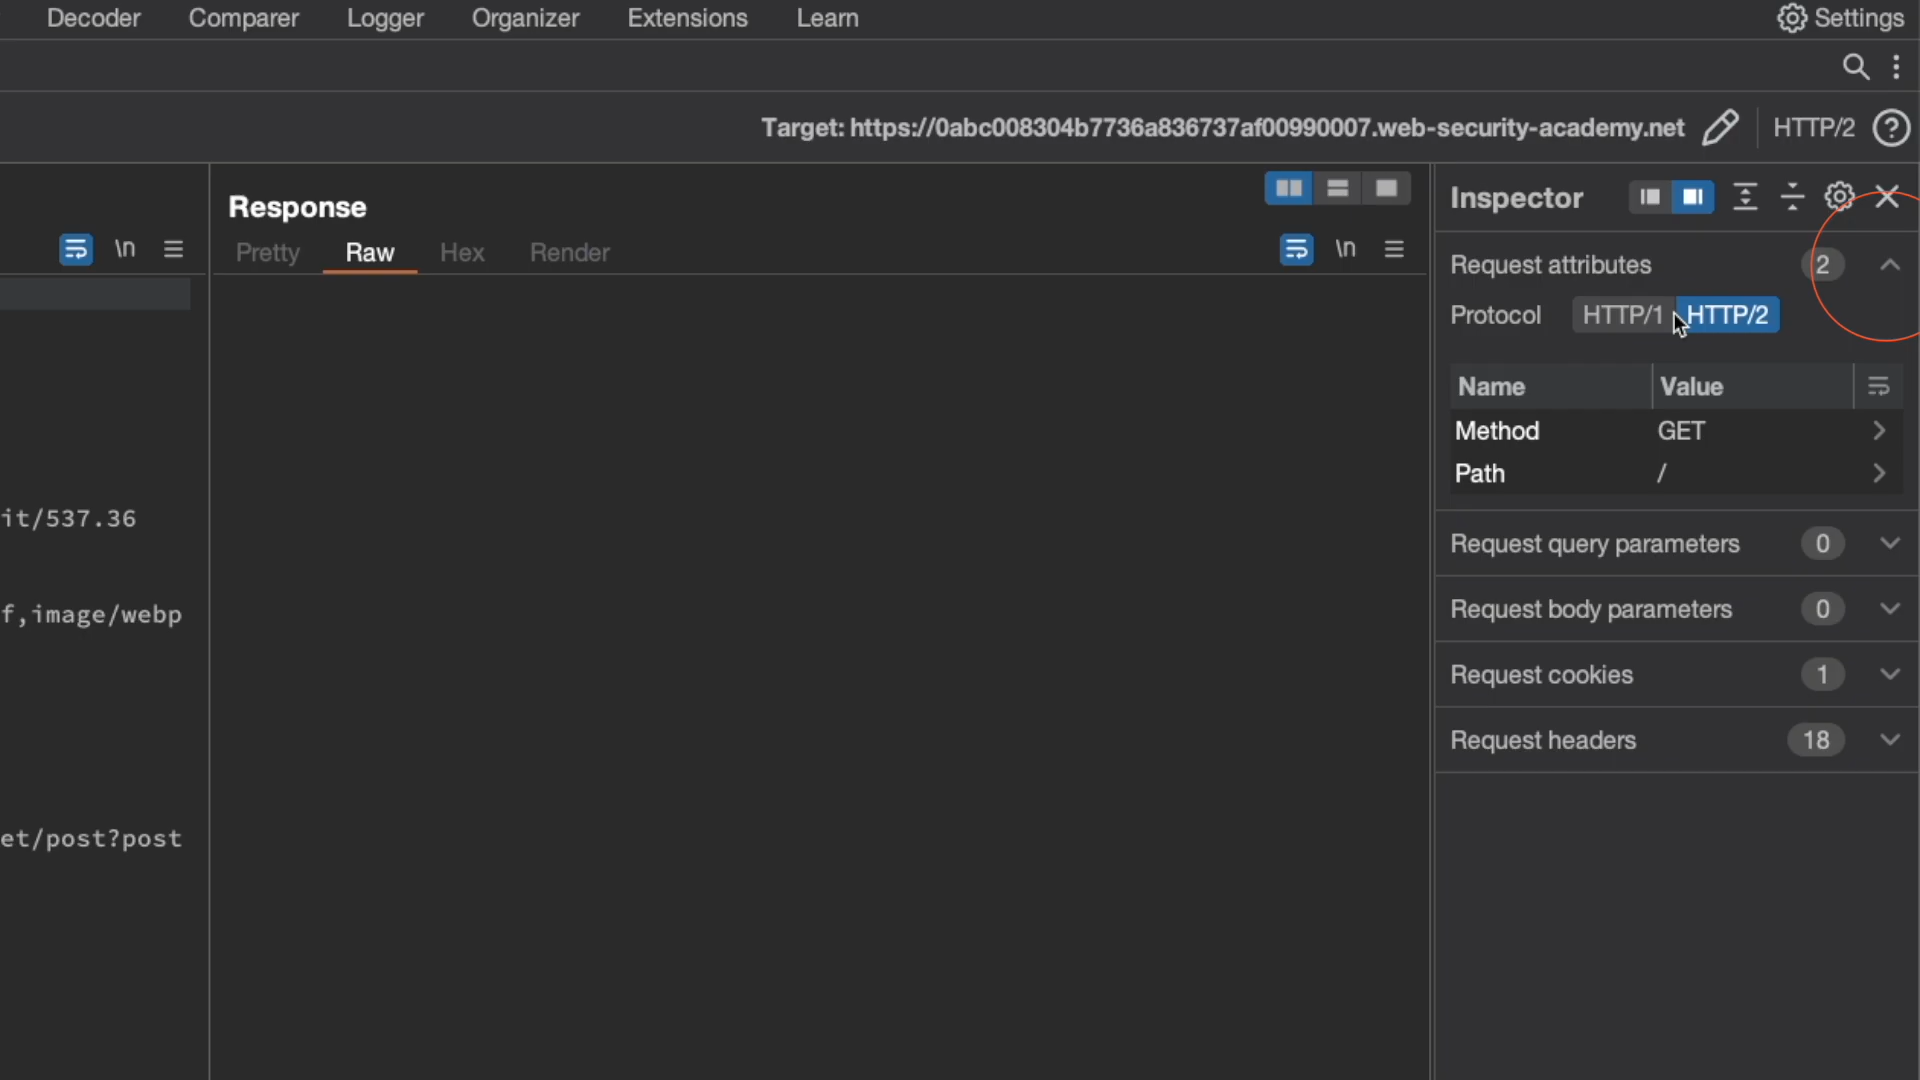 Decoder Comparer Logger Organizer Extensions Learn Settings
Target: https://0abc008304b7736a836737af00990007.web-security-academy.net HTTP/2
Response
Pretty Raw Hex Render
\n
\n
it/537.36
f,image/webp
et/post?post
Inspector
Request attributes 2
Protocol HTTP/1 HTTP/2
Name Value
Method GET
Path /
Request query parameters 0
Request body parameters 0
Request cookies 1
Request headers 18